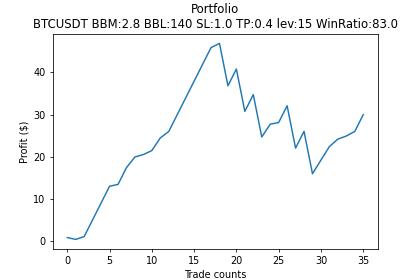 Portfolio
BTCUSDT BBM:2.8 BBL:140 SL:1.0 TP:0.4 lev:15 WinRatio:83.0
Profit ($)
40
30
20
10
0
0 5 10 15 20 25 30 35
Trade counts